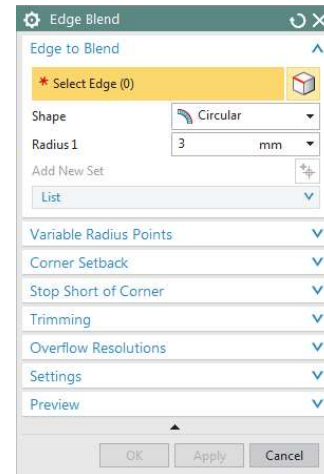 Edge Blend
Edge to Blend
* Select Edge (0)
Shape Circular
Radius 1 3 mm
Add New Set
List
Variable Radius Points
Corner Setback
Stop Short of Corner
Trimming
Overflow Resolutions
Settings
Preview
OK Apply Cancel